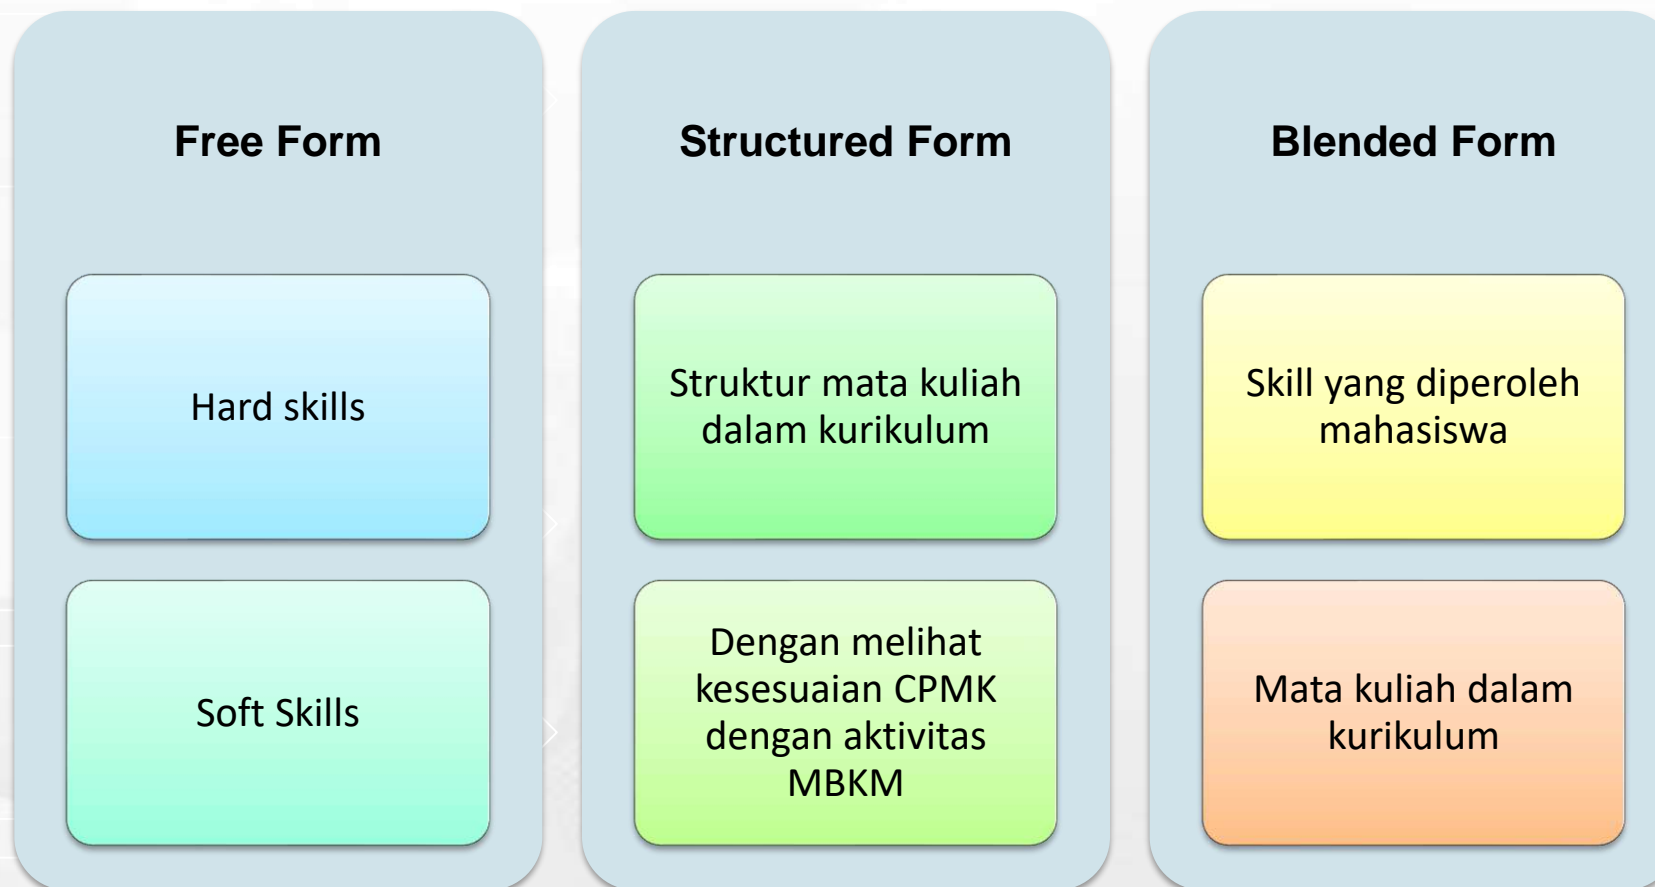 Free Form
Hard skills
Soft Skills
Structured Form
Struktur mata kuliah
dalam kurikulum
Dengan melihat
kesesuaian CPMK
dengan aktivitas
MBKM
Blended Form
Skill yang diperoleh
mahasiswa
Mata kuliah dalam
kurikulum